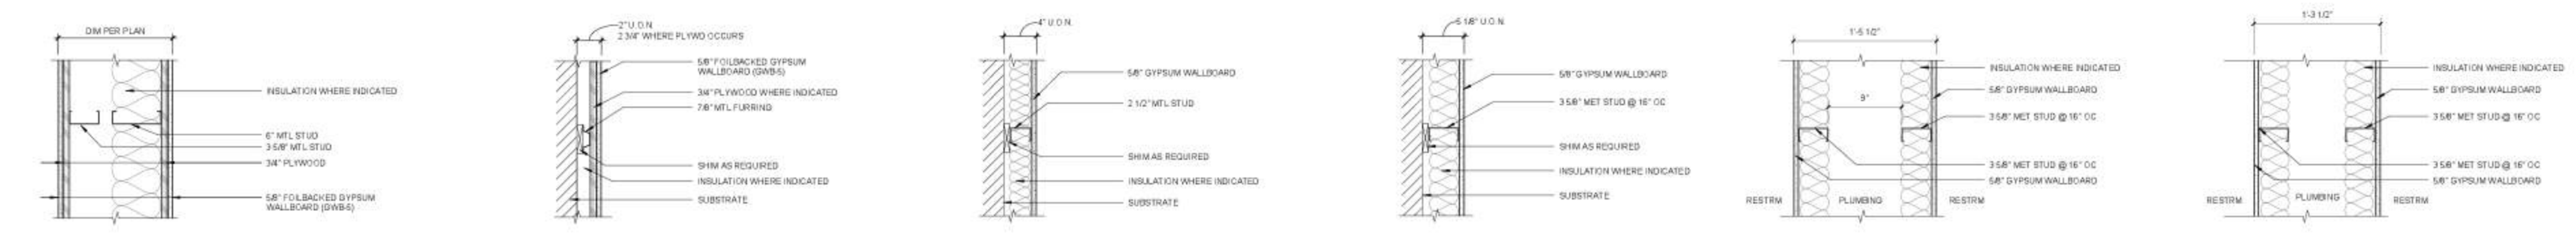 DIM PER PLAN
INSULATION WHERE INDICATED
6" MTL STUD
3 5/8" MTL STUD
3/4" PLYWOOD
5/8" FOILBACKED GYPSUM
WALLBOARD (GWB-5)
2" U.O.N.
2 3/4" WHERE PLYWD OCCURS
5/8" FOILBACKED GYPSUM
WALLBOARD (GWB-5)
3/4" PLYWOOD WHERE INDICATED
7/8" MTL FURRING
SHIM AS REQUIRED
INSULATION WHERE INDICATED
SUBSTRATE
4" U.O.N.
5/8" GYPSUM WALLBOARD
2 1/2" MTL STUD
SHIM AS REQUIRED
INSULATION WHERE INDICATED
SUBSTRATE
5 1/8" U.O.N.
5/8" GYPSUM WALLBOARD
3 5/8" MET STUD @ 16" OC
SHIM AS REQUIRED
INSULATION WHERE INDICATED
SUBSTRATE
1'-5 1/2"
INSULATION WHERE INDICATED
5/8" GYPSUM WALLBOARD
9"
3 5/8" MET STUD @ 16" OC
3 5/8" MET STUD @ 16" OC
5/8" GYPSUM WALLBOARD
RESTRM
PLUMBING
RESTRM
1'-3 1/2"
INSULATION WHERE INDICATED
5/8" GYPSUM WALLBOARD
3 5/8" MET STUD @ 16" OC
3 5/8" MET STUD @ 16" OC
5/8" GYPSUM WALLBOARD
RESTRM
PLUMBING
RESTRM